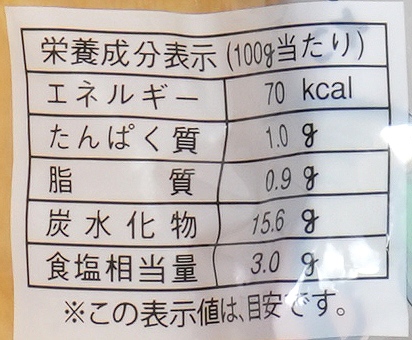 栄養成分表示(100g当たり)
エネルギー 70 kcal
たんぱく質 1.0 g
脂質 0.9 g
炭水化物 15.6 g
食塩相当量 3.0 g
※この表示値は、目安です。